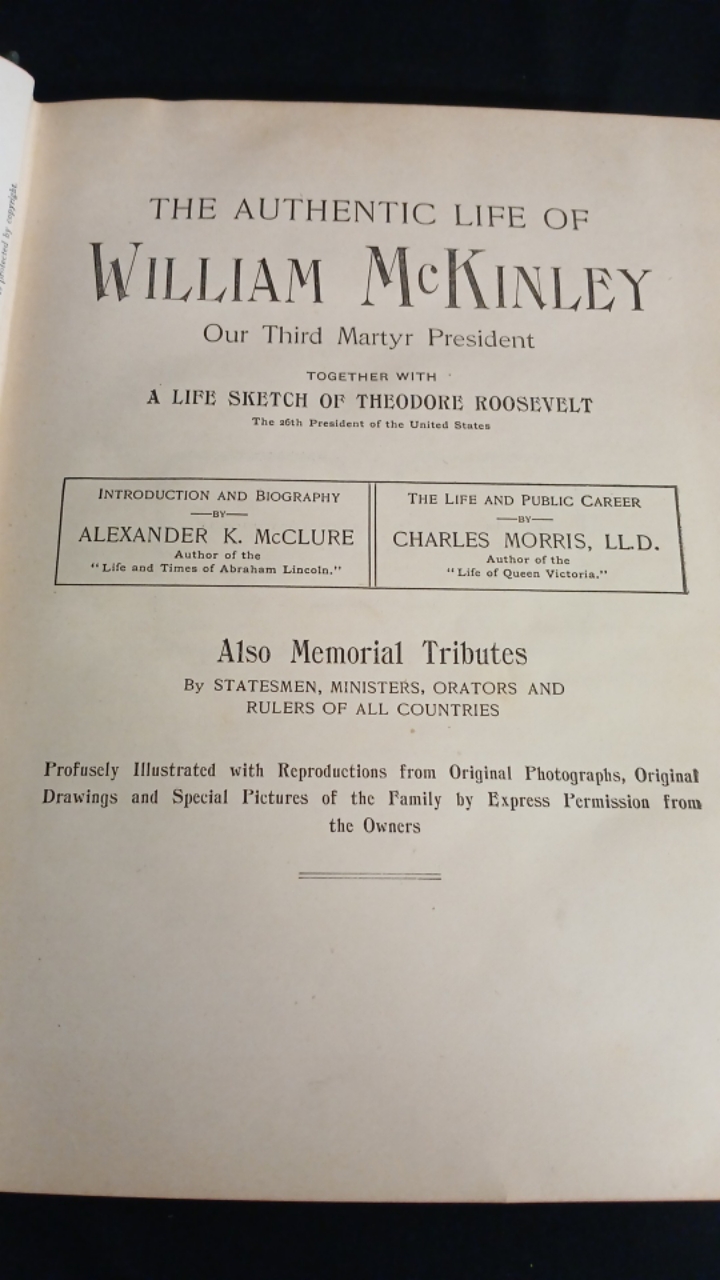 protected by copyright.
THE AUTHENTIC LIFE OF
WILLIAM McKINLEY
Our Third Martyr President
TOGETHER WITH
A LIFE SKETCH OF THEODORE ROOSEVELT
The 26th President of the United States
INTRODUCTION AND BIOGRAPHY
—BY—
ALEXANDER K. McCLURE
Author of the
"Life and Times of Abraham Lincoln."
THE LIFE AND PUBLIC CAREER
—BY—
CHARLES MORRIS, LL.D.
Author of the
"Life of Queen Victoria."
Also Memorial Tributes
By STATESMEN, MINISTERS, ORATORS AND
RULERS OF ALL COUNTRIES
Profusely Illustrated with Reproductions from Original Photographs, Original
Drawings and Special Pictures of the Family by Express Permission from
the Owners